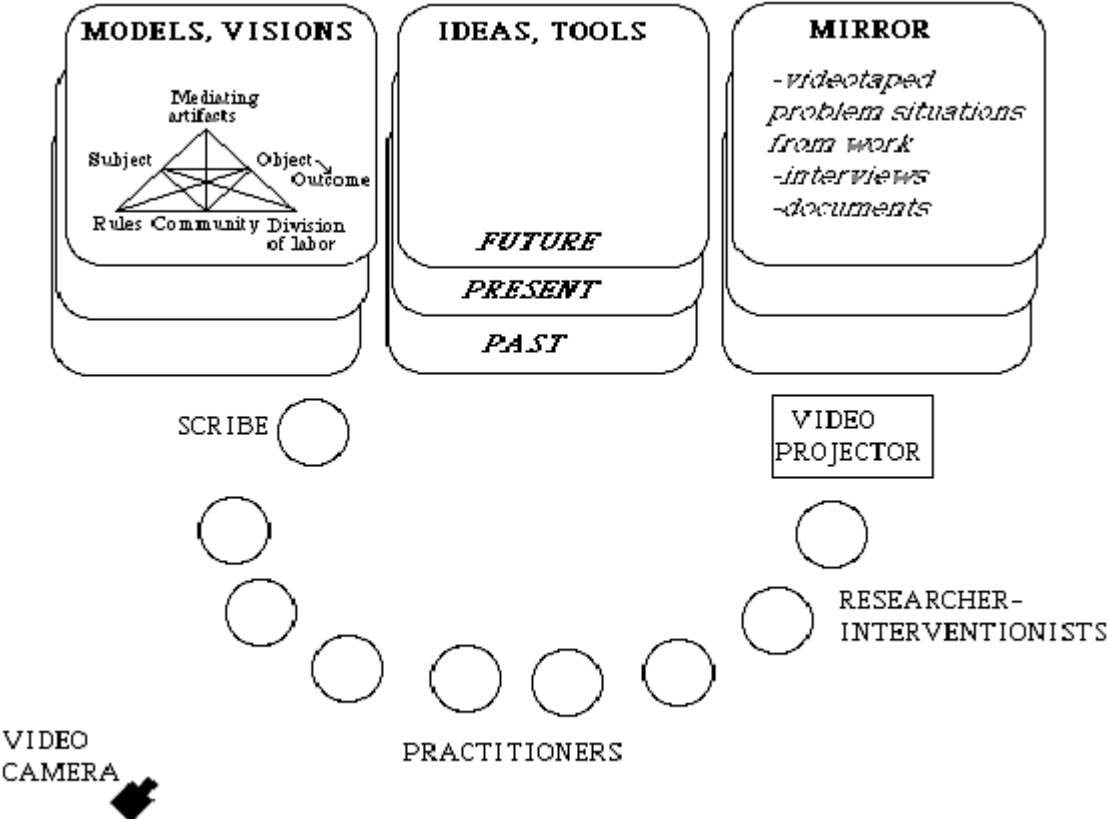 MODELS, VISIONS
Mediating
artifacts
Subject
Object
Outcome
Rules Community Division
of labor
IDEAS, TOOLS
FUTURE
PRESENT
PAST
MIRROR
-videotaped
problem situations
from work
-interviews
-documents
SCRIBE
VIDEO
PROJECTOR
RESEARCHER-
INTERVENTIONISTS
PRACTITIONERS
VIDEO
CAMERA